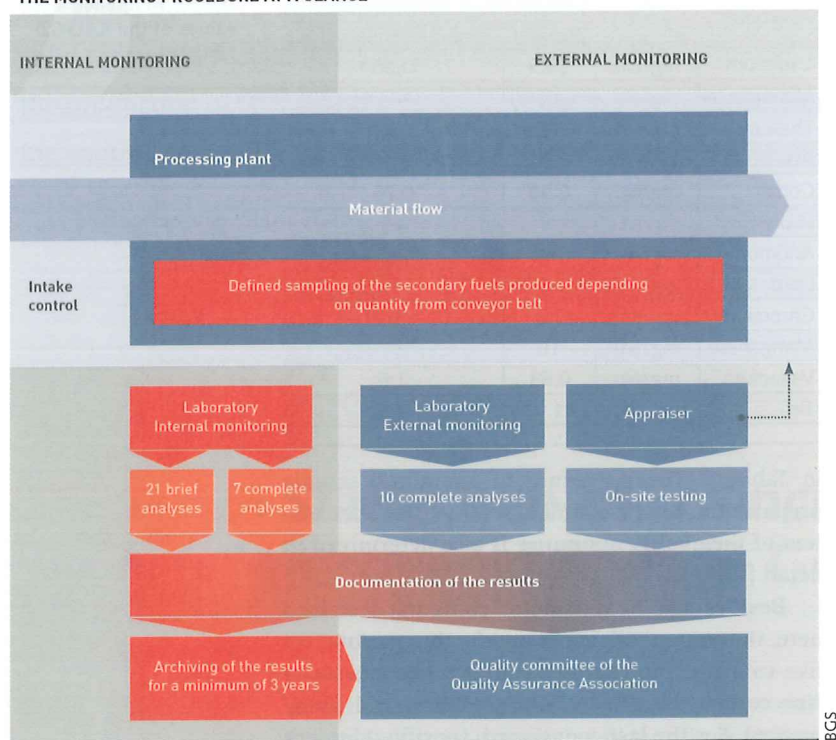 INTERNAL MONITORING
EXTERNAL MONITORING
Processing plant
Material flow
Intake
control
Defined sampling of the secondary fuels produced depending
on quantity from conveyor belt
Laboratory
Internal monitoring
Laboratory
External monitoring
Appraiser
21 brief
analyses
7 complete
analyses
10 complete analyses
On-site testing
Documentation of the results
Archiving of the results
for a minimum of 3 years
Quality committee of the
Quality Assurance Association
BGS